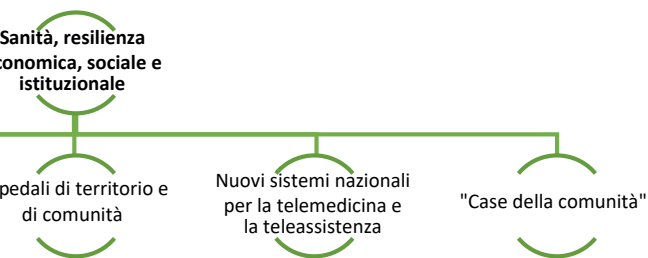 Sanità, resilienza
conomica, sociale e
istituzionale
pedali di territorio e
di comunità
Nuovi sistemi nazionali
per la telemedicina e
la teleassistenza
"Case della comunità"